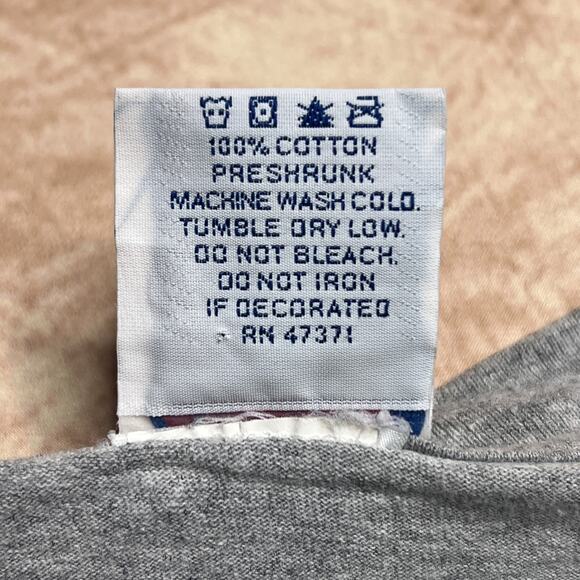 100% COTTON
PRESHRUNK
MACHINE WASH COLD.
TUMBLE DRY LOW.
DO NOT BLEACH.
DO NOT IRON
IF DECORATED
RN 47371